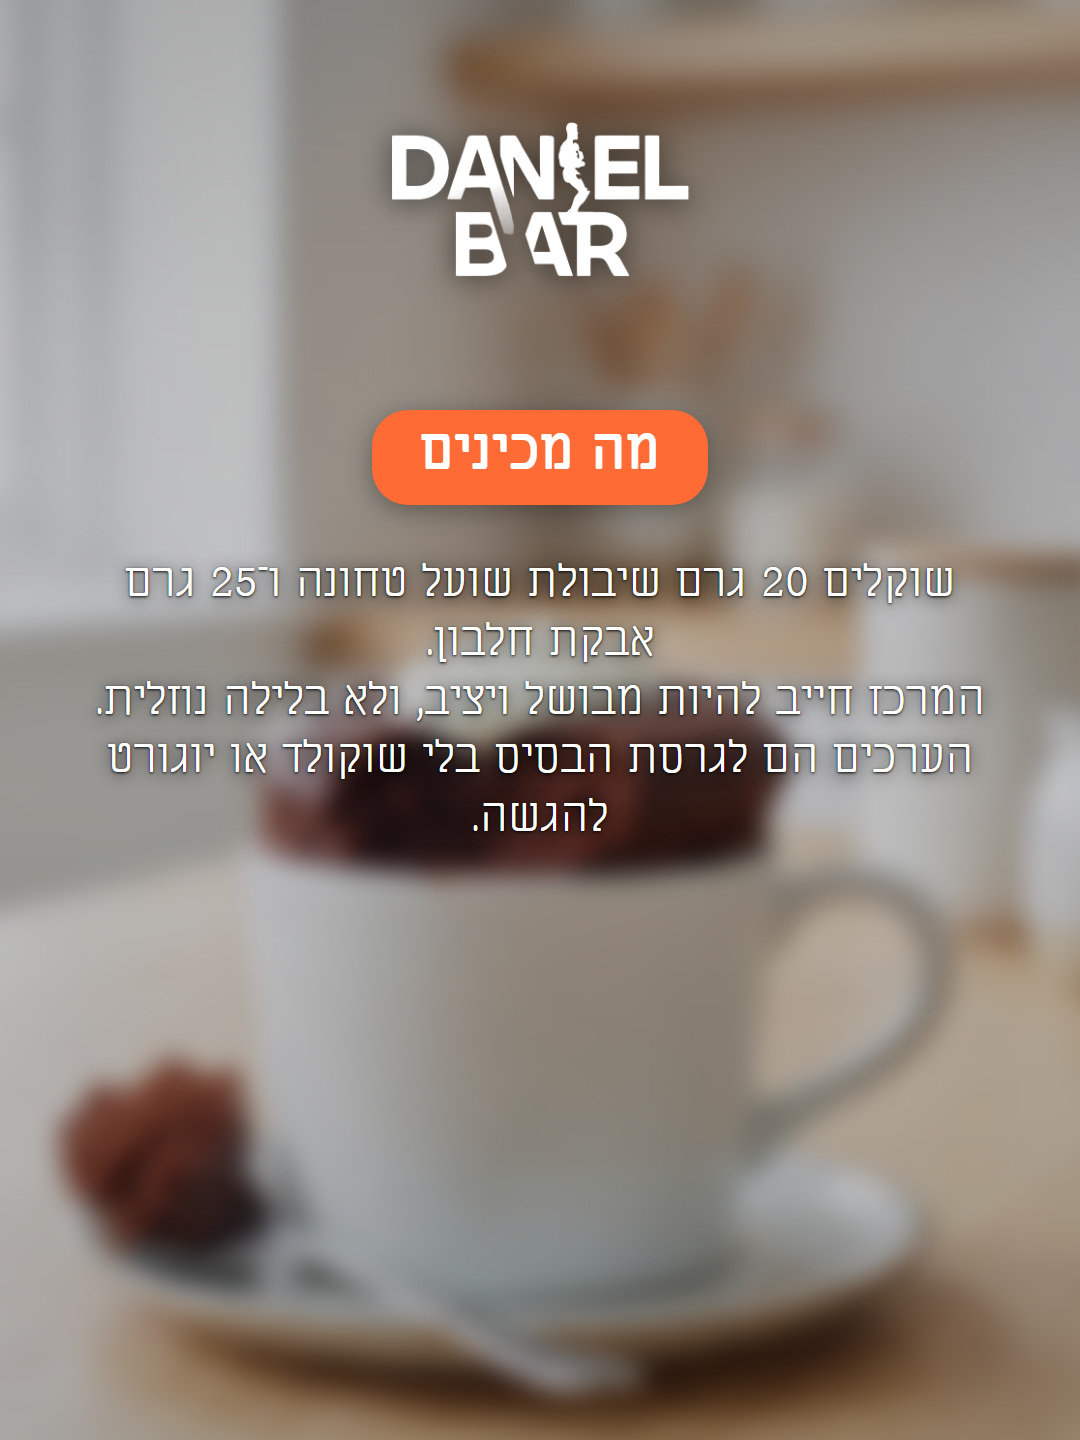 DANIEL
BAR
מה מכינים
שוקלים 20 גרם שיבולת שועל טחונה ו־25 גרם
אבקת חלבון.
המרכז חייב להיות מבושל ויציב, ולא בלילה נוזלית.
הערכים הם לגרסת הבסיס בלי שוקולד או יוגורט
להגשה.